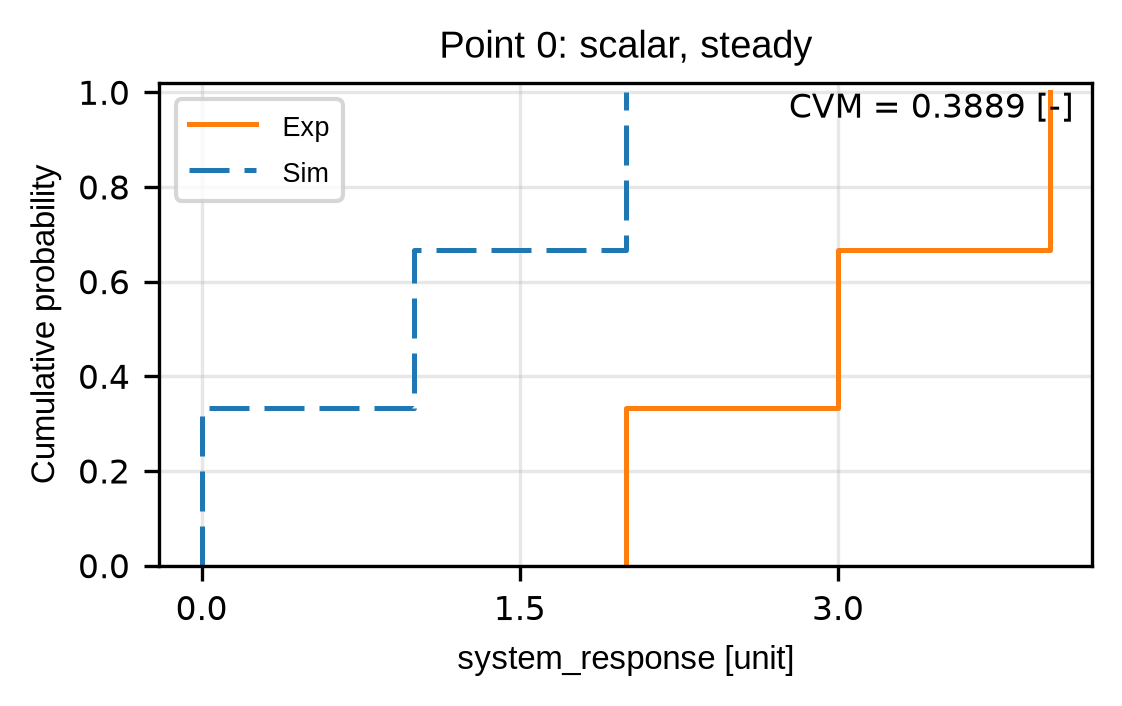 Point 0: scalar, steady
CVM = 0.3889 [-]
Exp
Sim
Cumulative probability
1.0
0.8
0.6
0.4
0.2
0.0
0.0 1.5 3.0
system_response [unit]